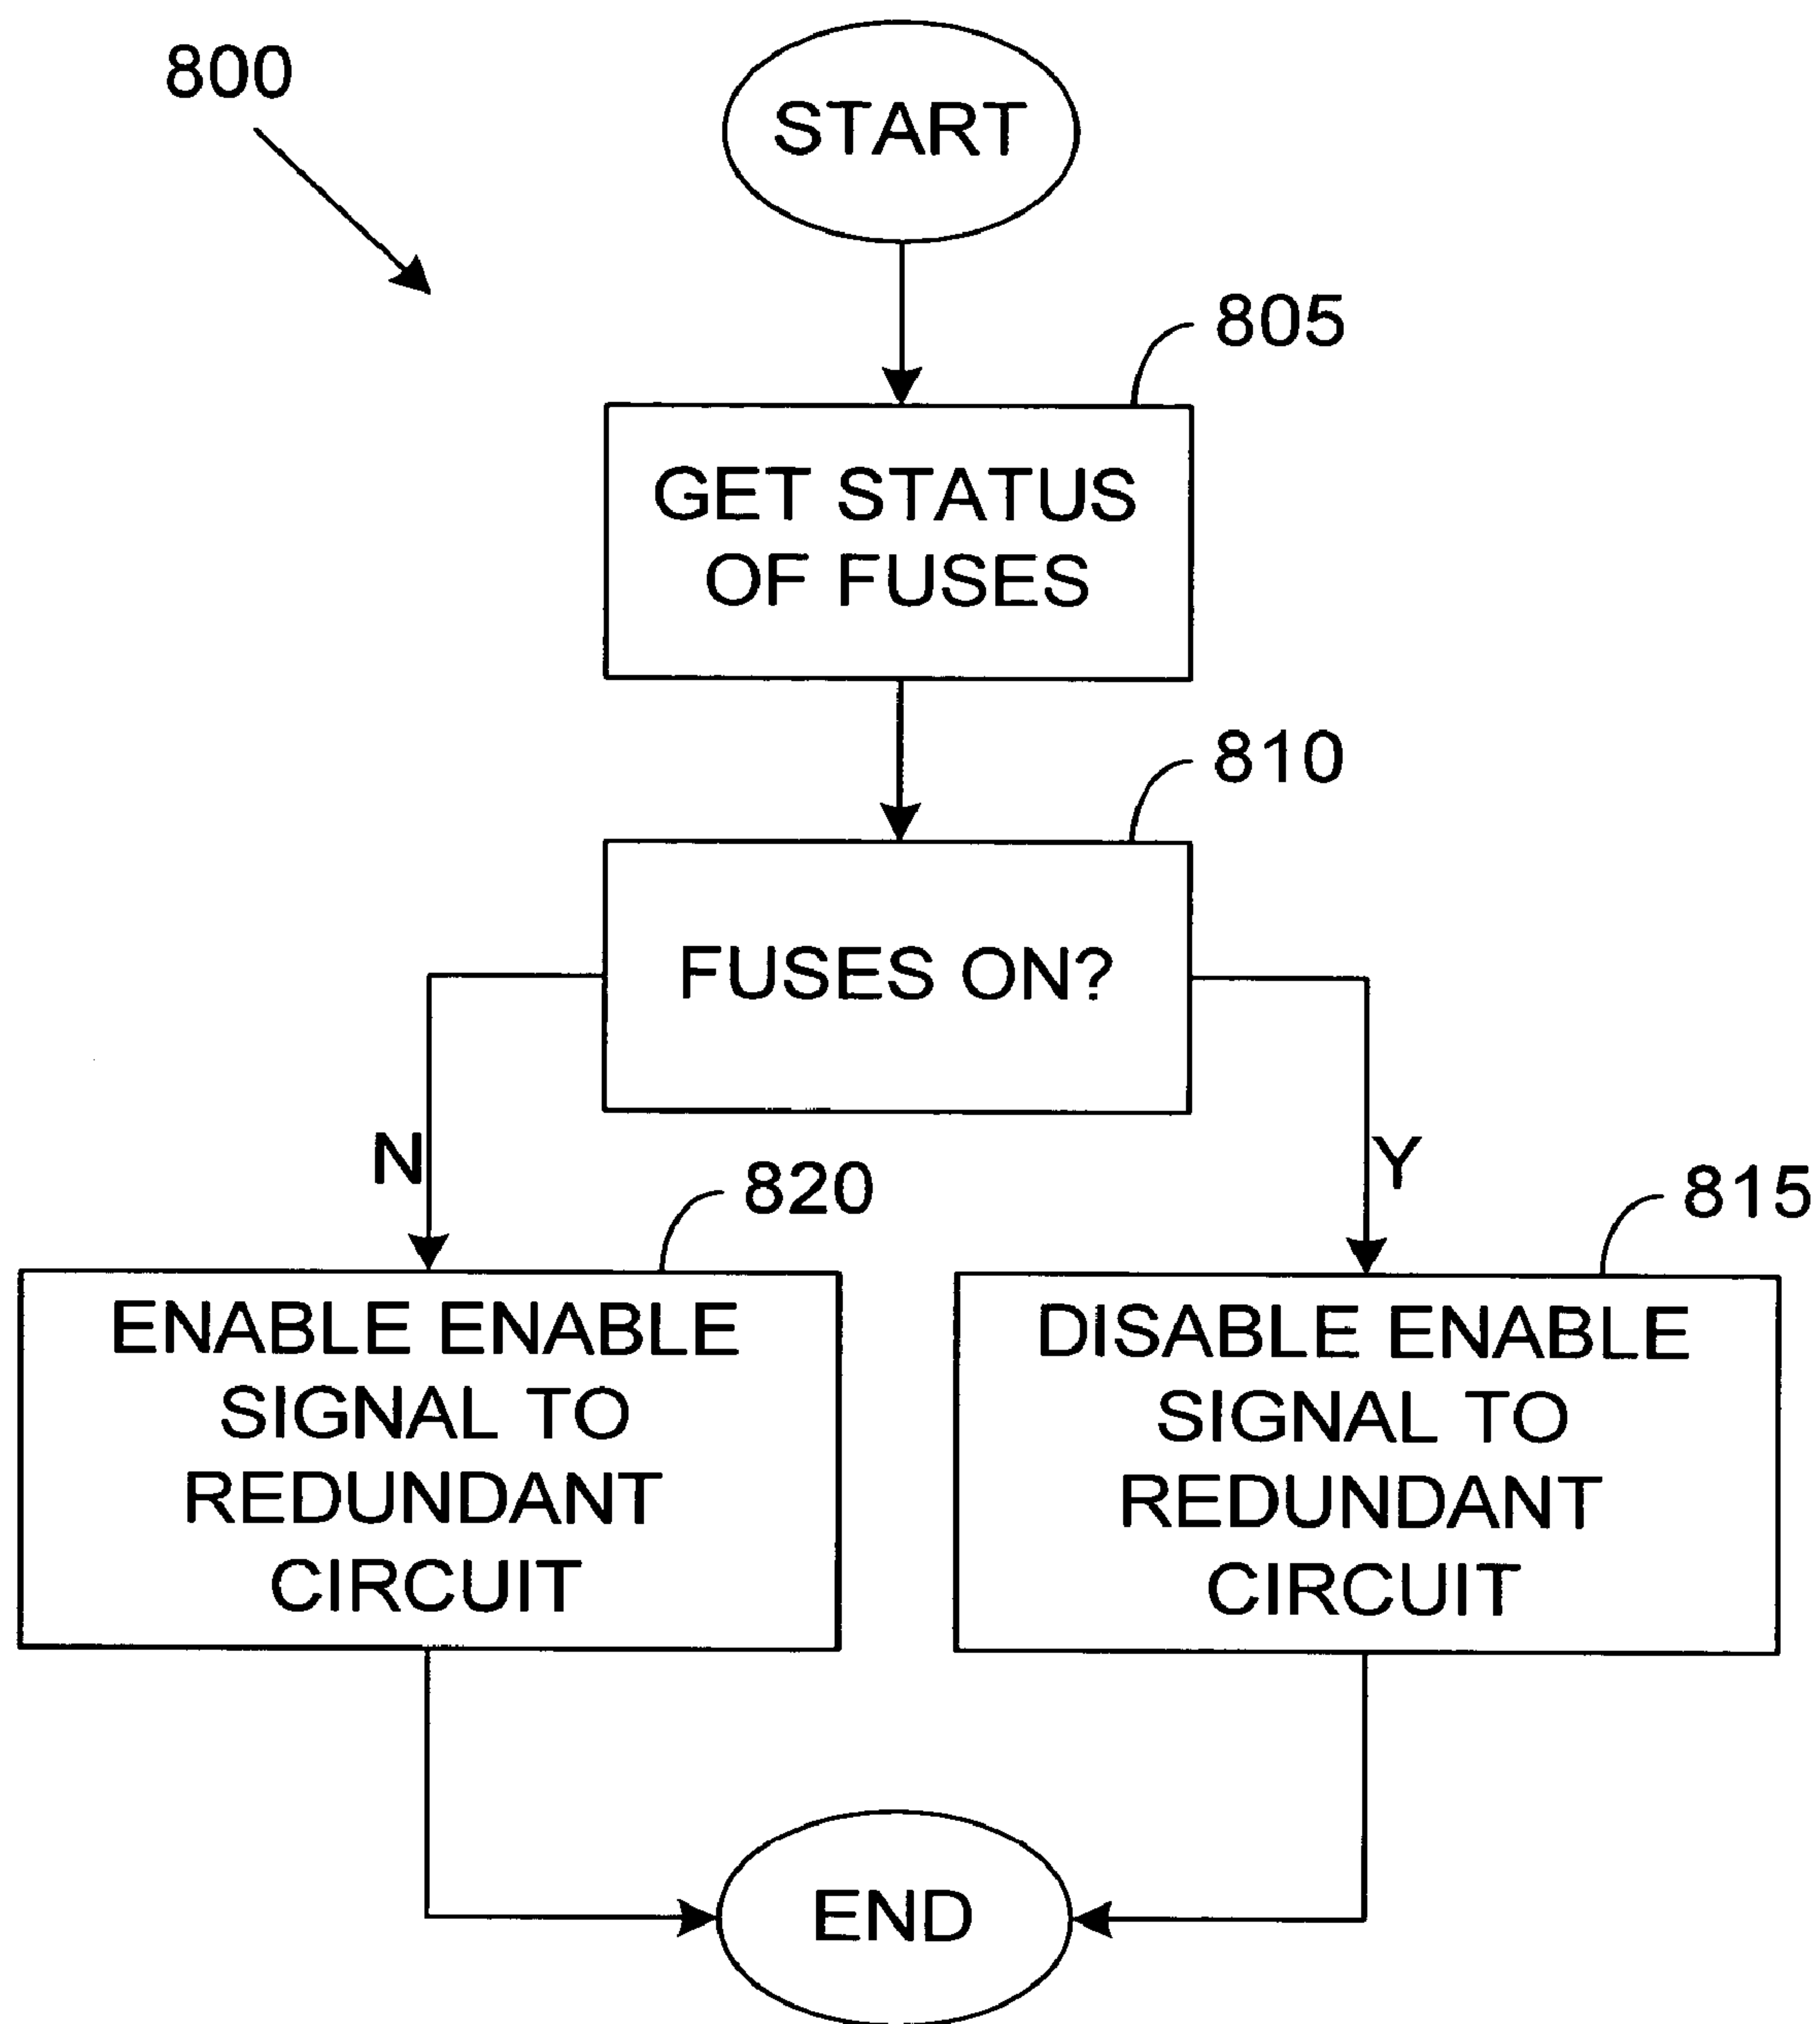 800
START
805
GET STATUS
OF FUSES
810
FUSES ON?
N
Y
820
815
ENABLE ENABLE
SIGNAL TO
REDUNDANT
CIRCUIT
DISABLE ENABLE
SIGNAL TO
REDUNDANT
CIRCUIT
END